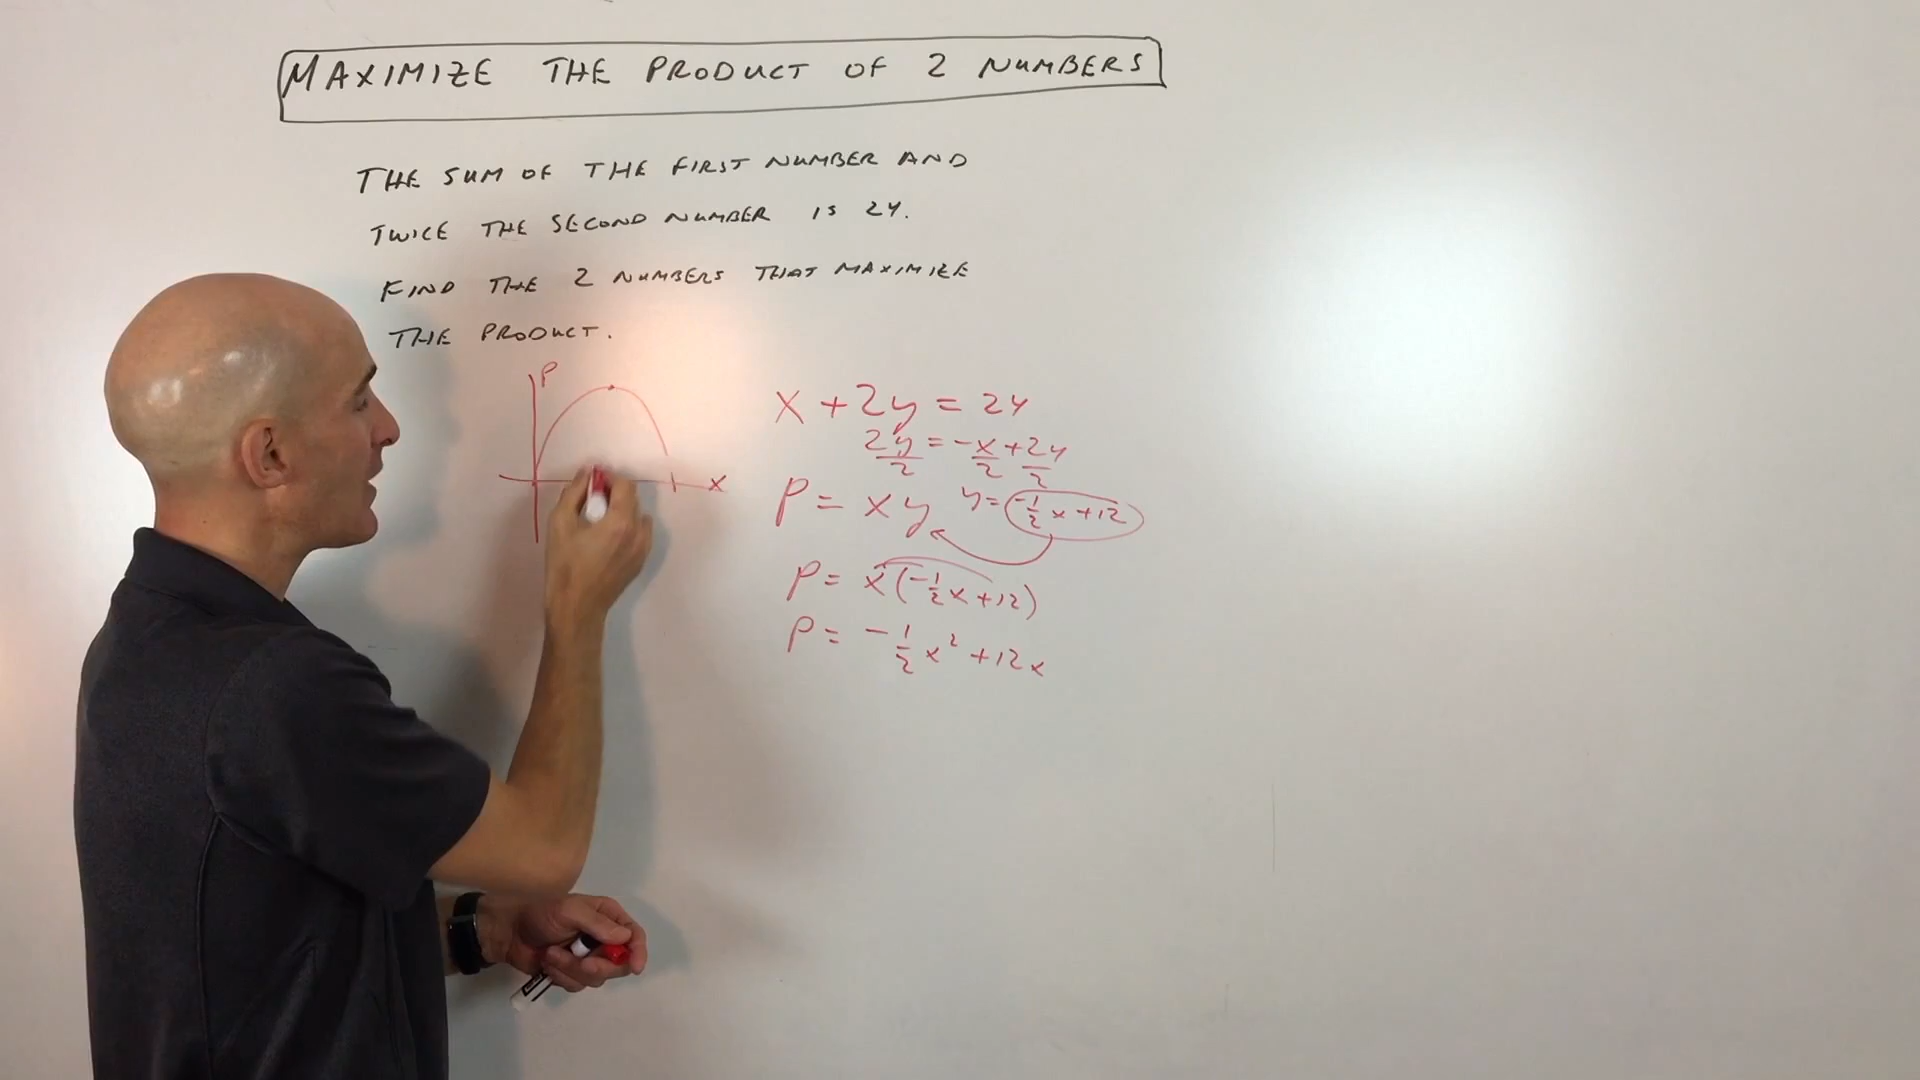 MAXIMIZE THE PRODUCT OF 2 NUMBERS
THE SUM OF THE FIRST NUMBER AND
TWICE THE SECOND NUMBER IS 24.
FIND THE 2 NUMBERS THAT MAXIMIZE
THE PRODUCT.
P
x
x + 2y = 24
2y/2 = -x/2 + 24/2
P = xy
y = -1/2 x + 12
P = x(-1/2 x + 12)
P = -1/2 x² + 12x